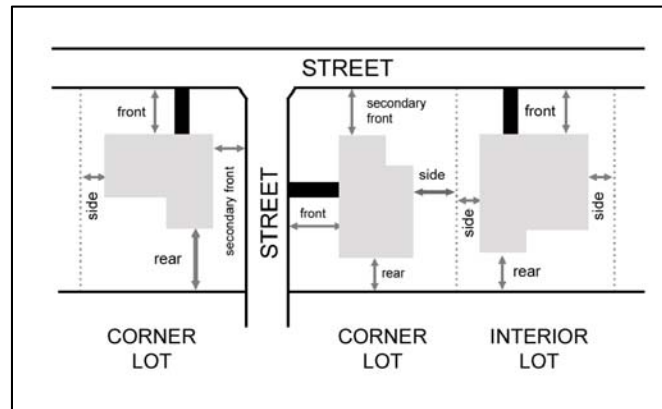 STREET
front
side
rear
secondary front
STREET
secondary
front
front
side
rear
front
side
side
rear
CORNER
LOT
CORNER
LOT
INTERIOR
LOT